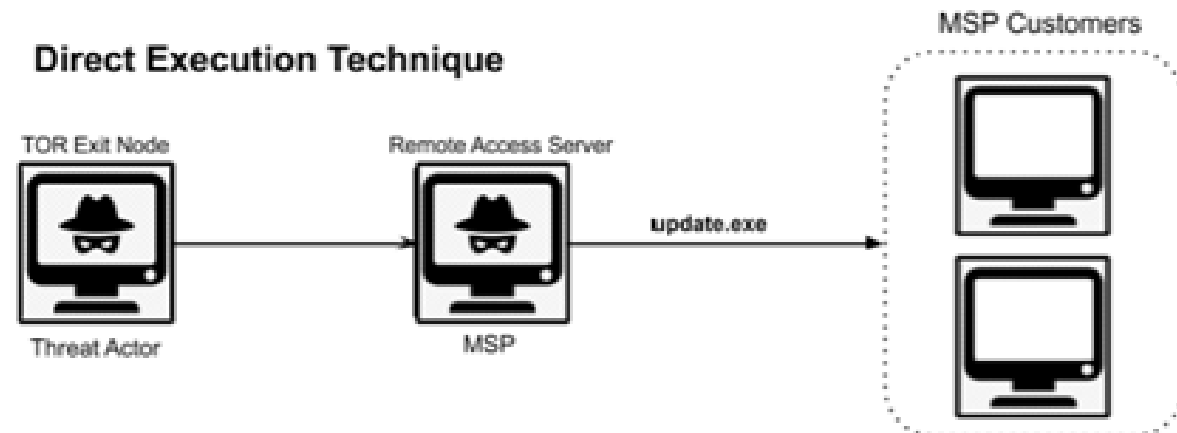 Direct Execution Technique
MSP Customers
TOR Exit Node
Remote Access Server
update.exe
Threat Actor
MSP